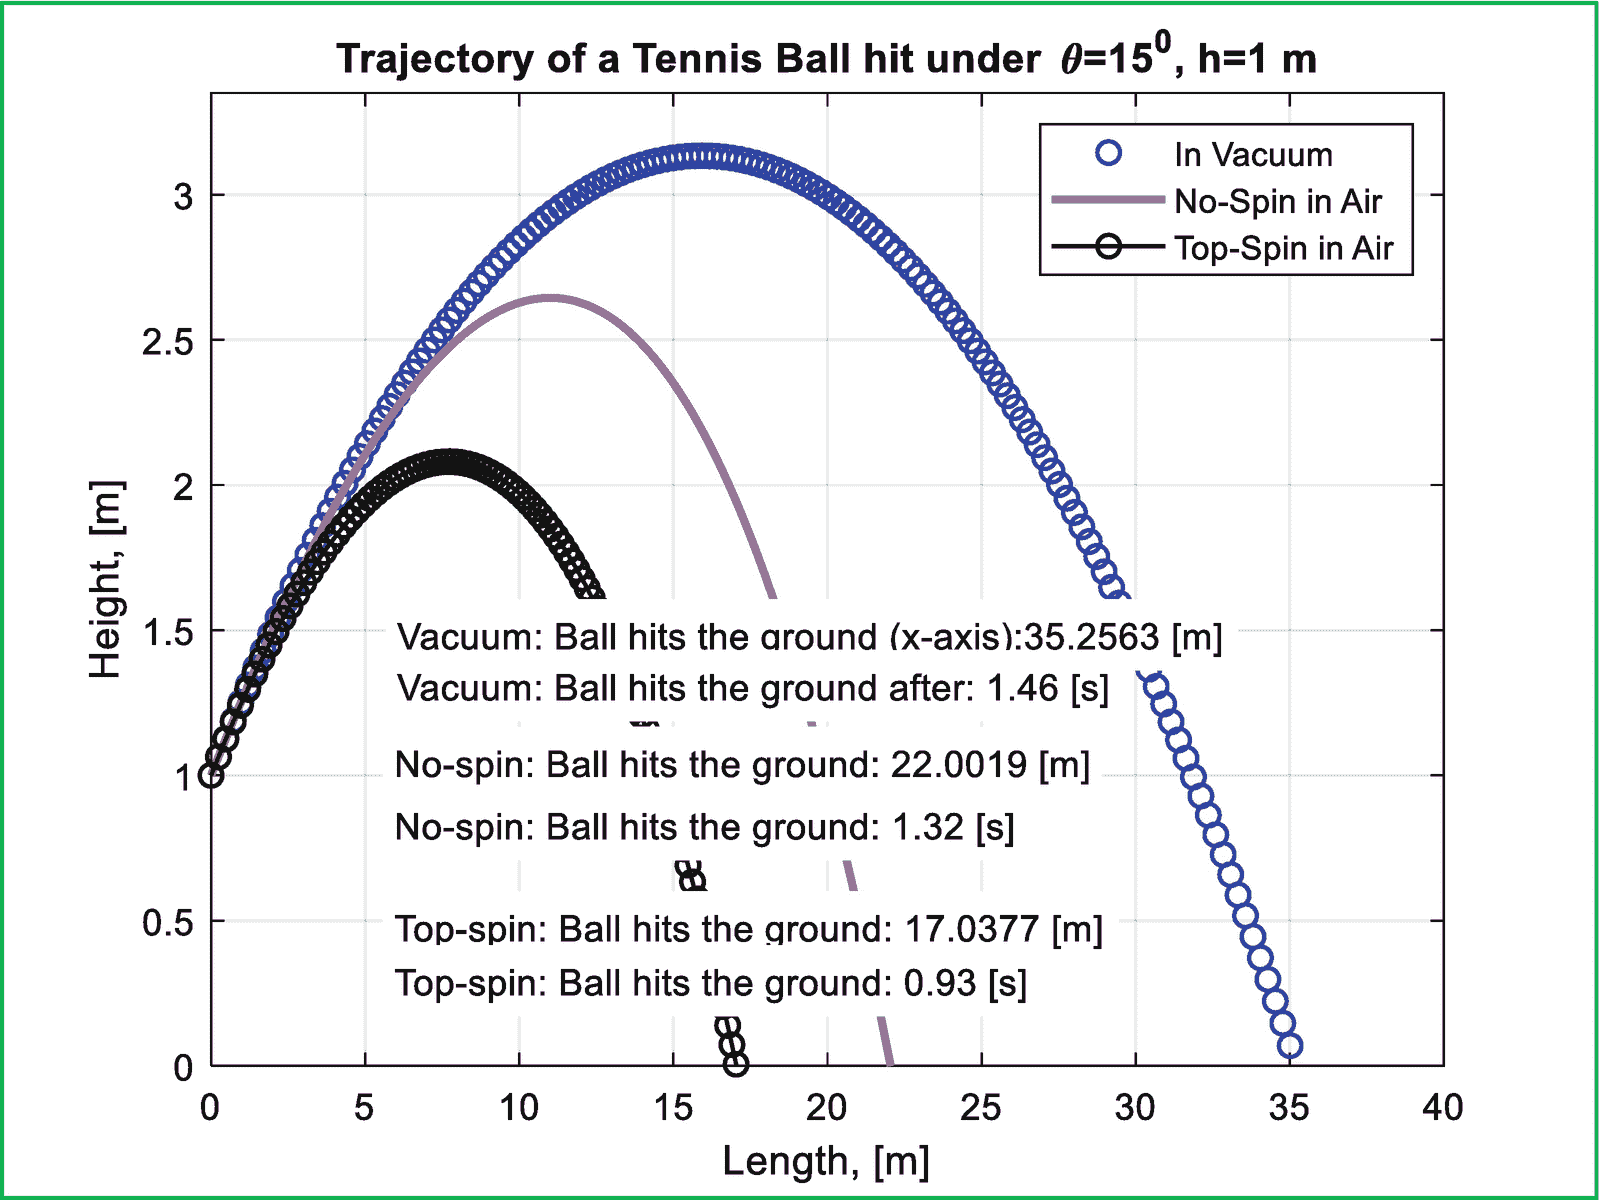 Trajectory of a Tennis Ball hit under θ=15⁰, h=1 m
In Vacuum
No-Spin in Air
Top-Spin in Air
3
2.5
2
1.5
1
0.5
0
Height, [m]
Vacuum: Ball hits the ground (x-axis):35.2563 [m]
Vacuum: Ball hits the ground after: 1.46 [s]
No-spin: Ball hits the ground: 22.0019 [m]
No-spin: Ball hits the ground: 1.32 [s]
Top-spin: Ball hits the ground: 17.0377 [m]
Top-spin: Ball hits the ground: 0.93 [s]
0 5 10 15 20 25 30 35 40
Length, [m]